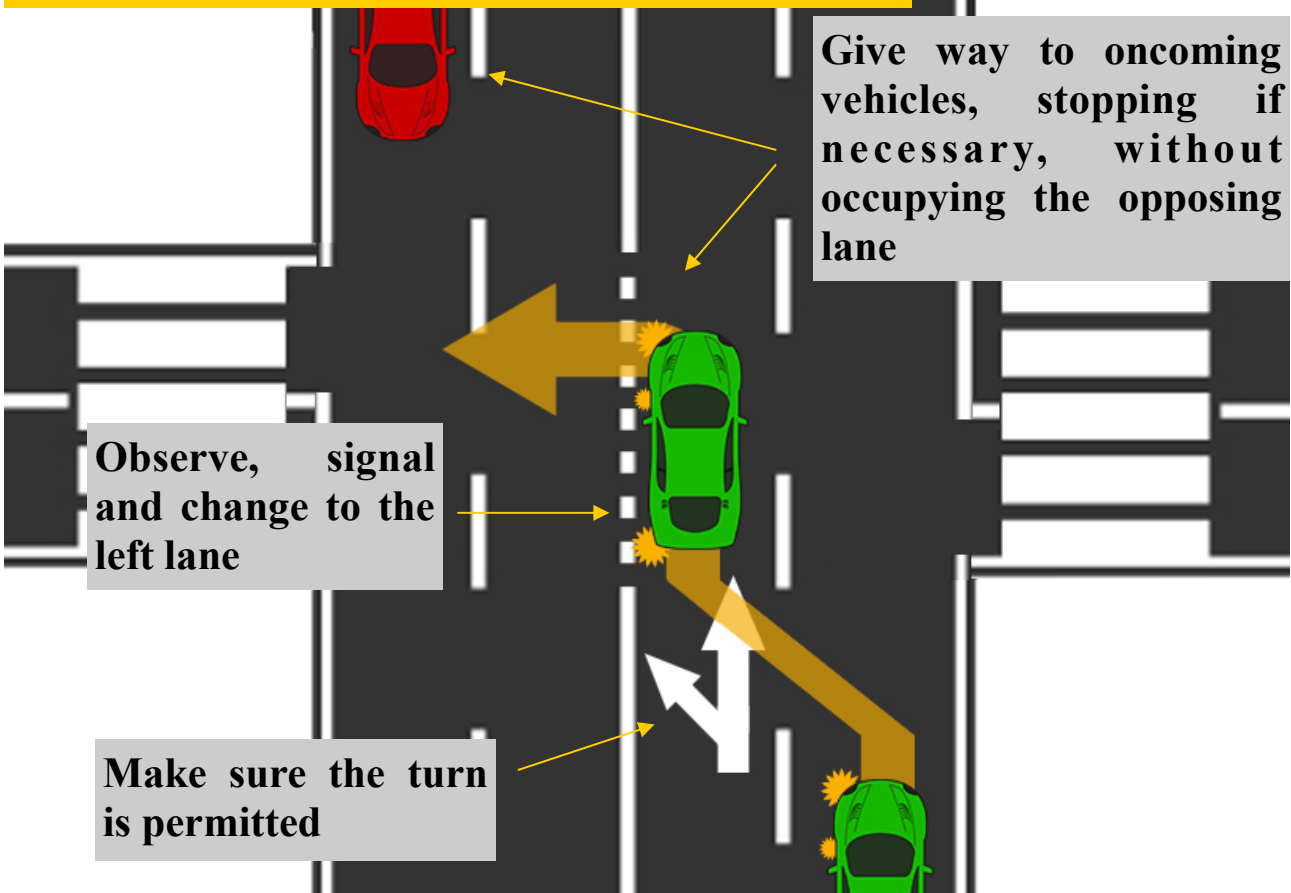 Give way to oncoming
vehicles, stopping if
necessary, without
occupying the opposing
lane
Observe, signal
and change to the
left lane
Make sure the turn
is permitted